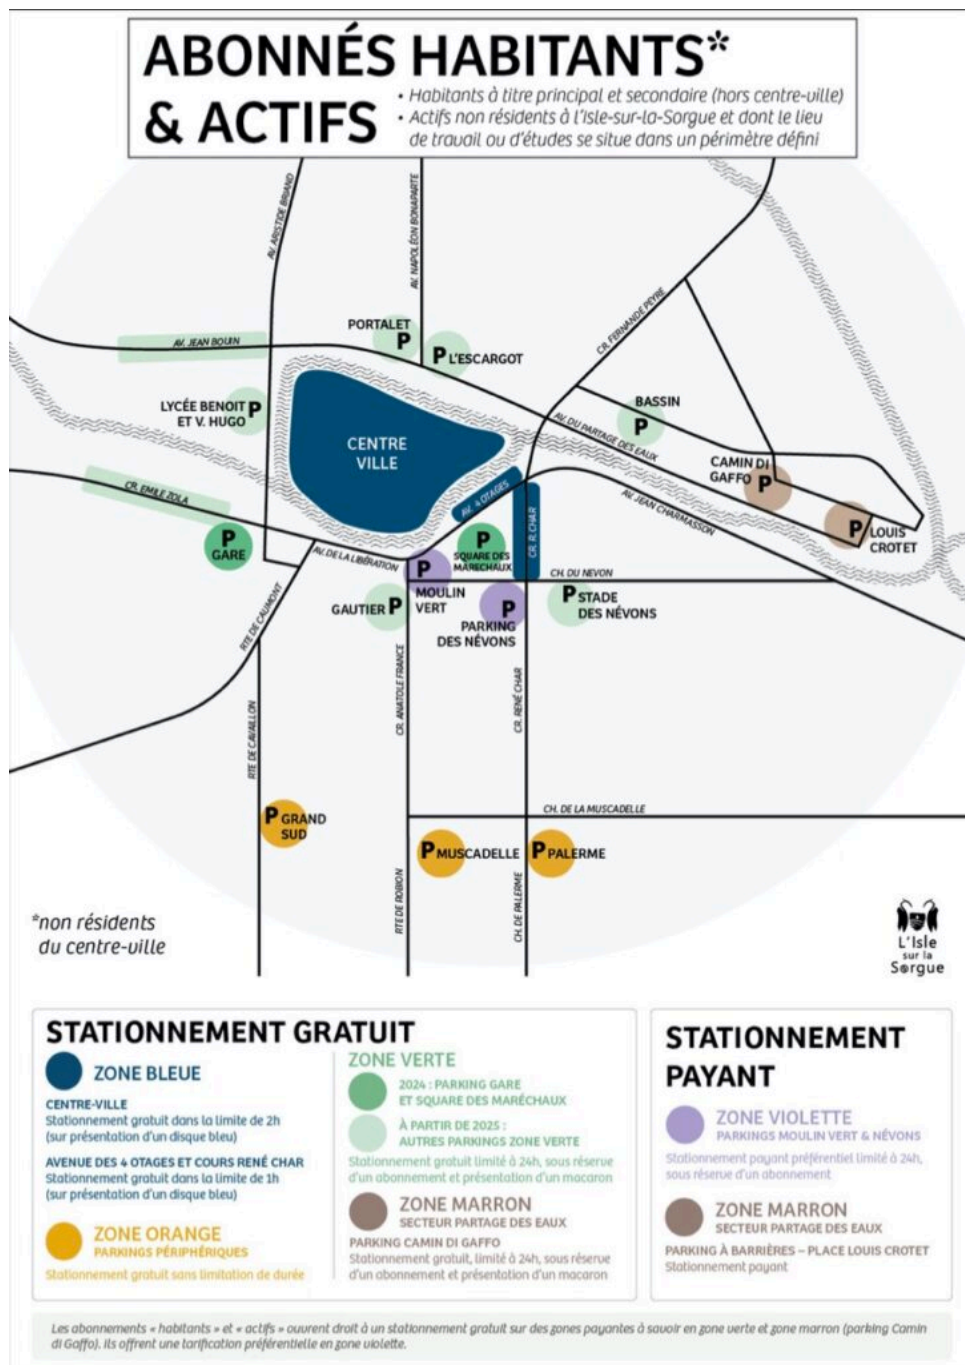 ABONNÉS HABITANTS*
& ACTIFS
• Habitants à titre principal et secondaire (hors centre-ville)
• Actifs non résidents à l'Isle-sur-la-Sorgue et dont le lieu
de travail ou d'études se situe dans un périmètre défini
AV. ARISTIDE BRIAND
AV. NAPOLÉON BONAPARTE
CR. FERNANDE PEYRE
PORTALET
P
P L'ESCARGOT
AV. JEAN BOUIN
LYCÉE BENOIT P
ET V. HUGO
BASSIN
P
AV. DU PARTAGE DES EAUX
CENTRE
VILLE
CAMIN DI
GAFFO P
CR. EMILE ZOLA
AV. 4 OTAGES
AV. JEAN CHARMASSON
P
GARE
P
SQUARE DES
MARECHAUX
CR. R.CHAR
P LOUIS
CROTET
AV. DE LA LIBÉRATION
P
MOULIN
VERT
CH. DU NEVON
GAUTIER P
P
PARKING
DES NÉVONS
P STADE
DES NÉVONS
RTE DE CAUMONT
CR. ANATOLE FRANCE
CR. RENÉ CHAR
RTE DE CAVAILLON
P GRAND
SUD
CH. DE LA MUSCADELLE
P MUSCADELLE
P PALERME
RTE DE ROBION
CH. DE PALERME
*non résidents
du centre-ville
L'Isle
sur la
Sorgue
STATIONNEMENT GRATUIT
ZONE BLEUE
CENTRE-VILLE
Stationnement gratuit dans la limite de 2h
(sur présentation d'un disque bleu)
AVENUE DES 4 OTAGES ET COURS RENÉ CHAR
Stationnement gratuit dans la limite de 1h
(sur présentation d'un disque bleu)
ZONE ORANGE
PARKINGS PÉRIPHÉRIQUES
Stationnement gratuit sans limitation de durée
ZONE VERTE
2024 : PARKING GARE
ET SQUARE DES MARÉCHAUX
À PARTIR DE 2025 :
AUTRES PARKINGS ZONE VERTE
Stationnement gratuit limité à 24h, sous réserve
d'un abonnement et présentation d'un macaron
ZONE MARRON
SECTEUR PARTAGE DES EAUX
PARKING CAMIN DI GAFFO
Stationnement gratuit, limité à 24h, sous réserve
d'un abonnement et présentation d'un macaron
STATIONNEMENT
PAYANT
ZONE VIOLETTE
PARKINGS MOULIN VERT & NÉVONS
Stationnement payant préférentiel limité à 24h,
sous réserve d'un abonnement
ZONE MARRON
SECTEUR PARTAGE DES EAUX
PARKING À BARRIÈRES – PLACE LOUIS CROTET
Stationnement payant
Les abonnements « habitants » et « actifs » ouvrent droit à un stationnement gratuit sur des zones payantes à savoir en zone verte et zone marron (parking Camin
di Gaffo). Ils offrent une tarification préférentielle en zone violette.